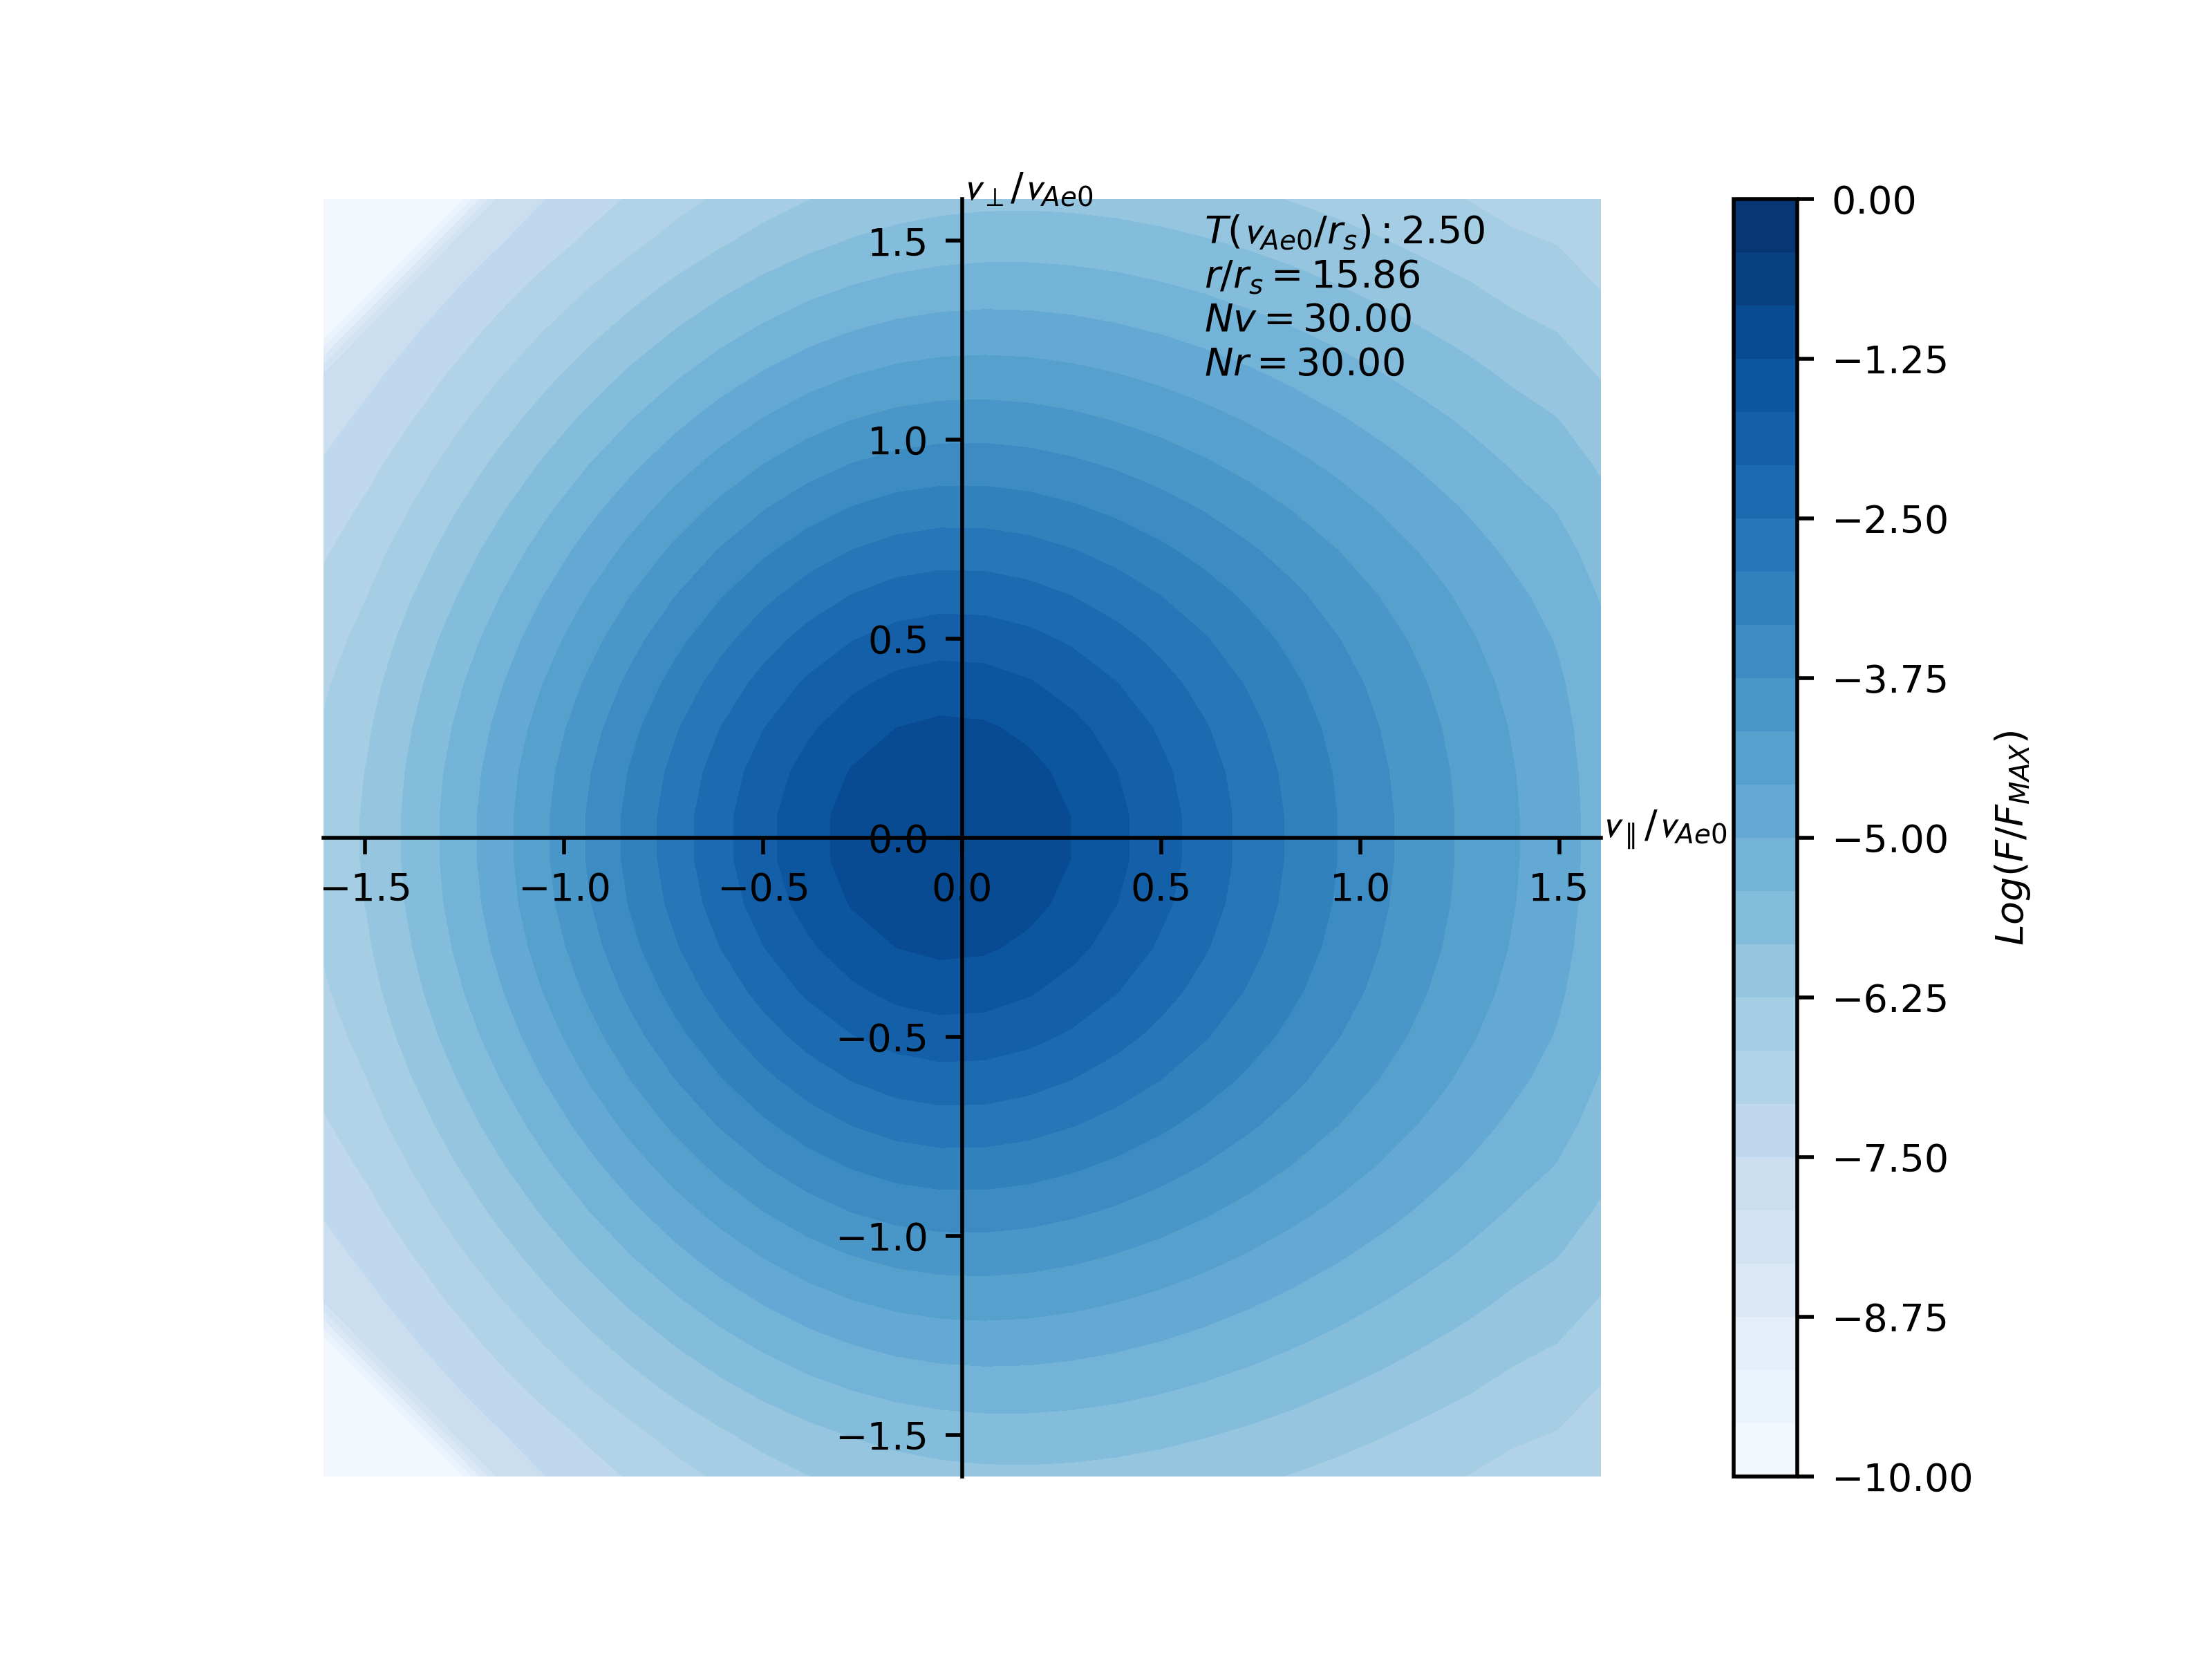 v⊥/vAe0
T(vAe0/rs):2.50
r/rs=15.86
Nv=30.00
Nr=30.00
1.5
1.0
0.5
0.0
−0.5
−1.0
−1.5
−1.5 −1.0 −0.5 0.0 0.5 1.0 1.5
v∥/vAe0
0.00
−1.25
−2.50
−3.75
−5.00
−6.25
−7.50
−8.75
−10.00
Log(F/FMAX)